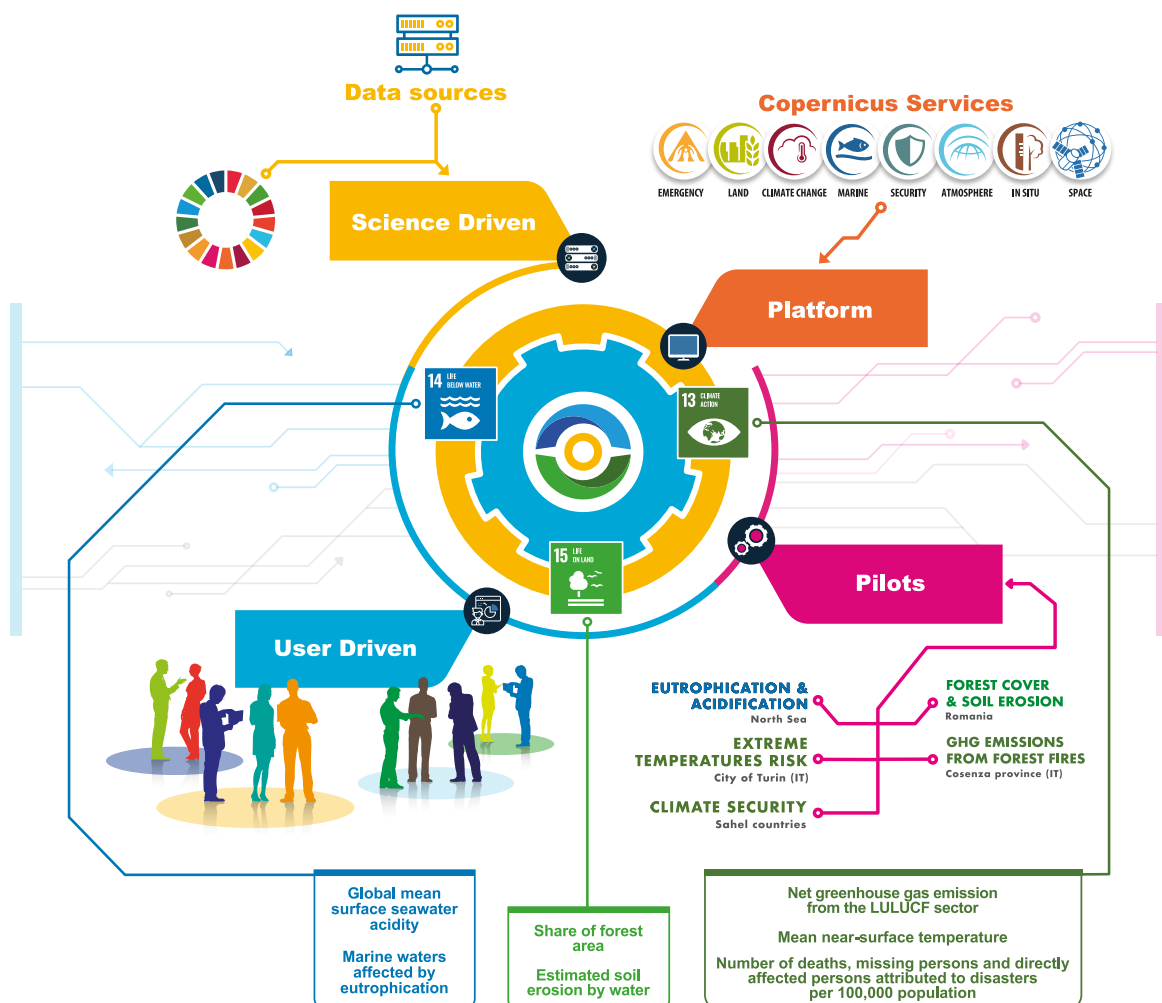 Data sources
Copernicus Services
EMERGENCY
LAND
CLIMATE CHANGE
MARINE
SECURITY
ATMOSPHERE
IN SITU
SPACE
Science Driven
Platform
14 LIFE
BELOW WATER
13 CLIMATE
ACTION
15 LIFE
ON LAND
Pilots
User Driven
EUTROPHICATION &
ACIDIFICATION
North Sea
FOREST COVER
& SOIL EROSION
Romania
EXTREME
TEMPERATURES RISK
City of Turin (IT)
GHG EMISSIONS
FROM FOREST FIRES
Cosenza province (IT)
CLIMATE SECURITY
Sahel countries
Global mean
surface seawater
acidity
Marine waters
affected by
eutrophication
Share of forest
area
Estimated soil
erosion by water
Net greenhouse gas emission
from the LULUCF sector
Mean near-surface temperature
Number of deaths, missing persons and directly
affected persons attributed to disasters
per 100,000 population